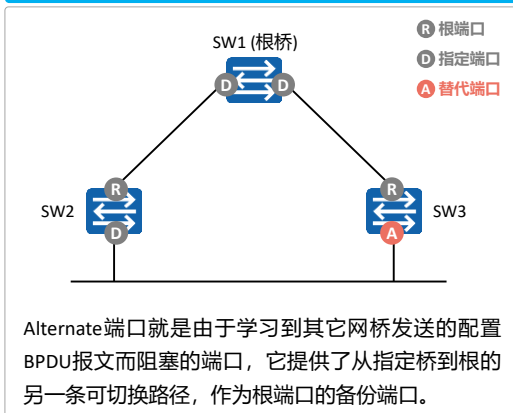 SW1 (根桥)
R 根端口
D 指定端口
A 替代端口
D D
R R
SW2 SW3
D A
Alternate端口就是由于学习到其它网桥发送的配置
BPDU报文而阻塞的端口，它提供了从指定桥到根的
另一条可切换路径，作为根端口的备份端口。